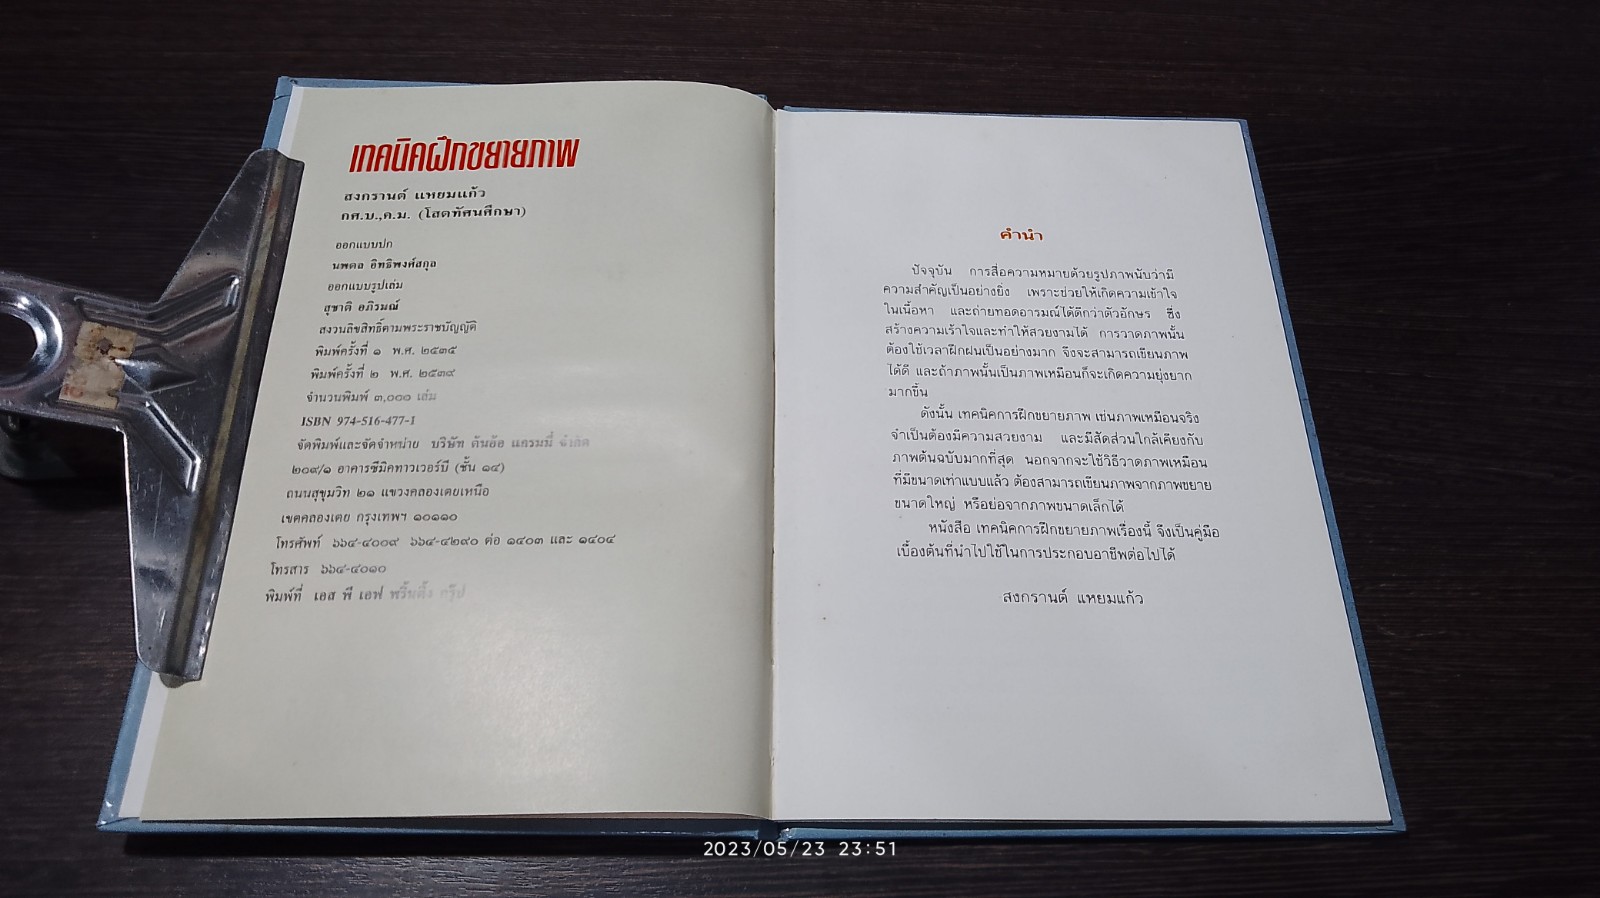 เทคนิคฝึกขยายภาพ
สงกรานต์ แหยมแก้ว
กศ.บ.,ค.ม. (โสตทัศนศึกษา)
ออกแบบปก
นพดล อิทธิพงศ์สกุล
ออกแบบรูปเล่ม
สุชาติ อภิรมณ์
สงวนลิขสิทธิ์ตามพระราชบัญญัติ
พิมพ์ครั้งที่ ๑ พ.ศ. ๒๕๓๕
พิมพ์ครั้งที่ ๒ พ.ศ. ๒๕๓๙
จำนวนพิมพ์ ๓,๐๐๐ เล่ม
ISBN 974-516-477-1
จัดพิมพ์และจัดจำหน่าย บริษัท ต้นอ้อ แกรมมี่ จำกัด
๒๐๙/๑ อาคารซีมิคทาวเวอร์บี (ชั้น ๑๔)
ถนนสุขุมวิท ๒๑ แขวงคลองเตยเหนือ
เขตคลองเตย กรุงเทพฯ ๑๐๑๑๐
โทรศัพท์ ๖๖๔-๔๐๐๙ ๖๖๔-๔๒๙๐ ต่อ ๑๔๐๓ และ ๑๔๐๔
โทรสาร ๖๖๔-๔๐๑๐
พิมพ์ที่ เอส พี เอฟ พริ้นติ้ง กรุ๊ป
คำนำ
ปัจจุบัน การสื่อความหมายด้วยรูปภาพนับว่ามี
ความสำคัญเป็นอย่างยิ่ง เพราะช่วยให้เกิดความเข้าใจ
ในเนื้อหา และถ่ายทอดอารมณ์ได้ดีกว่าตัวอักษร ซึ่ง
สร้างความเร้าใจและทำให้สวยงามได้ การวาดภาพนั้น
ต้องใช้เวลาฝึกฝนเป็นอย่างมาก จึงจะสามารถเขียนภาพ
ได้ดี และถ้าภาพนั้นเป็นภาพเหมือนก็จะเกิดความยุ่งยาก
มากขึ้น
ดังนั้น เทคนิคการฝึกขยายภาพ เช่นภาพเหมือนจริง
จำเป็นต้องมีความสวยงาม และมีสัดส่วนใกล้เคียงกับ
ภาพต้นฉบับมากที่สุด นอกจากจะใช้วิธีวาดภาพเหมือน
ที่มีขนาดเท่าแบบแล้ว ต้องสามารถเขียนภาพจากภาพขยาย
ขนาดใหญ่ หรือย่อจากภาพขนาดเล็กได้
หนังสือ เทคนิคการฝึกขยายภาพเรื่องนี้ จึงเป็นคู่มือ
เบื้องต้นที่นำไปใช้ในการประกอบอาชีพต่อไปได้
สงกรานต์ แหยมแก้ว
2023/05/23 23:51